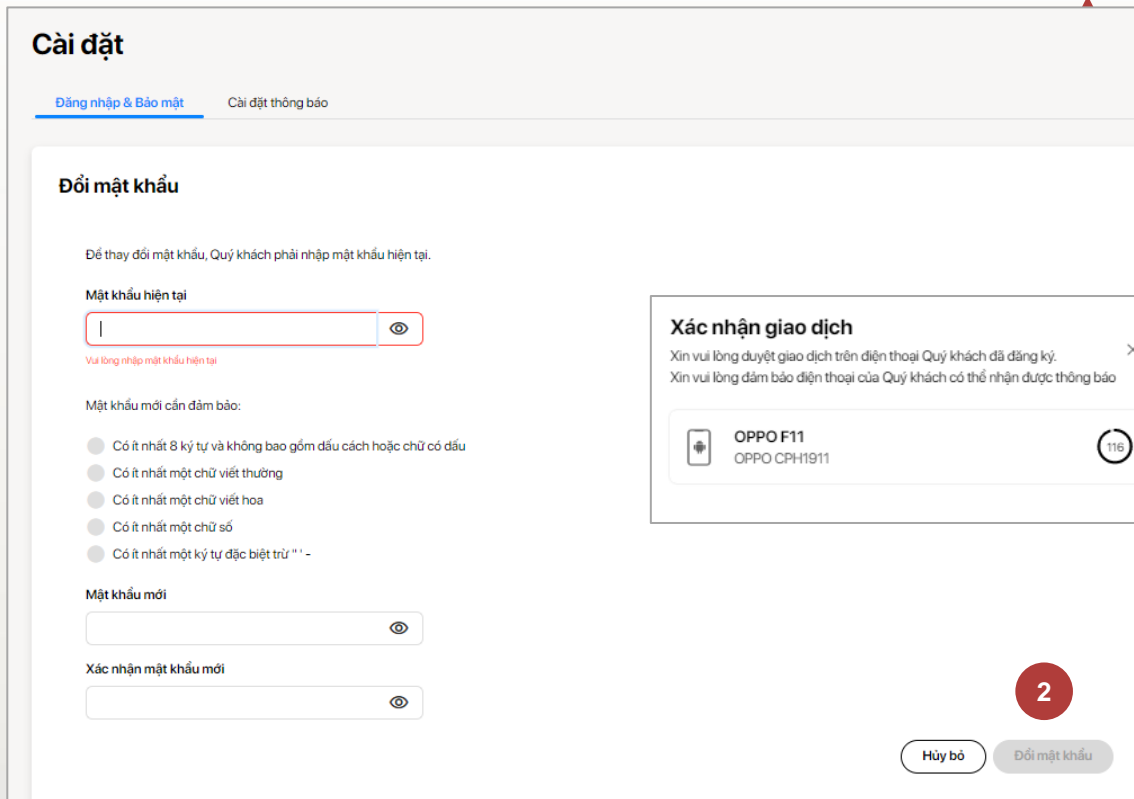 Cài đặt
Đăng nhập & Bảo mật
Cài đặt thông báo
Đổi mật khẩu
Để thay đổi mật khẩu, Quý khách phải nhập mật khẩu hiện tại.
Mật khẩu hiện tại
Vui lòng nhập mật khẩu hiện tại
Mật khẩu mới cần đảm bảo:
Có ít nhất 8 ký tự và không bao gồm dấu cách hoặc chữ có dấu
Có ít nhất một chữ viết thường
Có ít nhất một chữ viết hoa
Có ít nhất một chữ số
Có ít nhất một ký tự đặc biệt trừ " ' -
Mật khẩu mới
Xác nhận mật khẩu mới
Xác nhận giao dịch
Xin vui lòng duyệt giao dịch trên điện thoại Quý khách đã đăng ký.
Xin vui lòng đảm bảo điện thoại của Quý khách có thể nhận được thông báo
OPPO F11
OPPO CPH1911
116
2
Hủy bỏ
Đổi mật khẩu